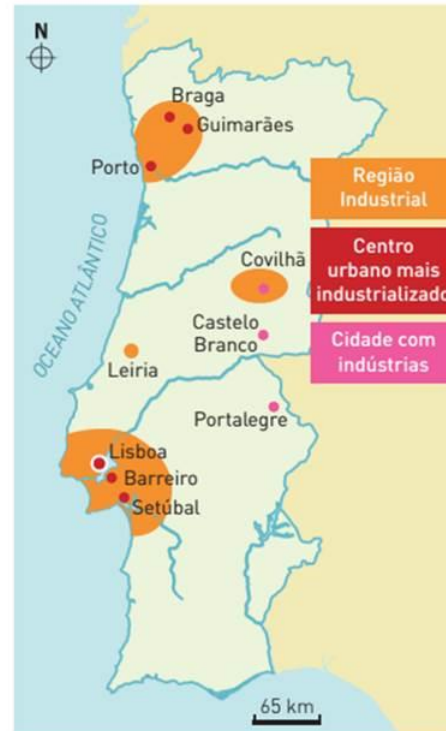 N
Braga
Guimarães
Porto
Região
Industrial
OCEANO ATLÂNTICO
Centro
urbano mais
industrializado
Covilhã
Castelo
Branco
Cidade com
indústrias
Leiria
Portalegre
Lisboa
Barreiro
Setúbal
65 km